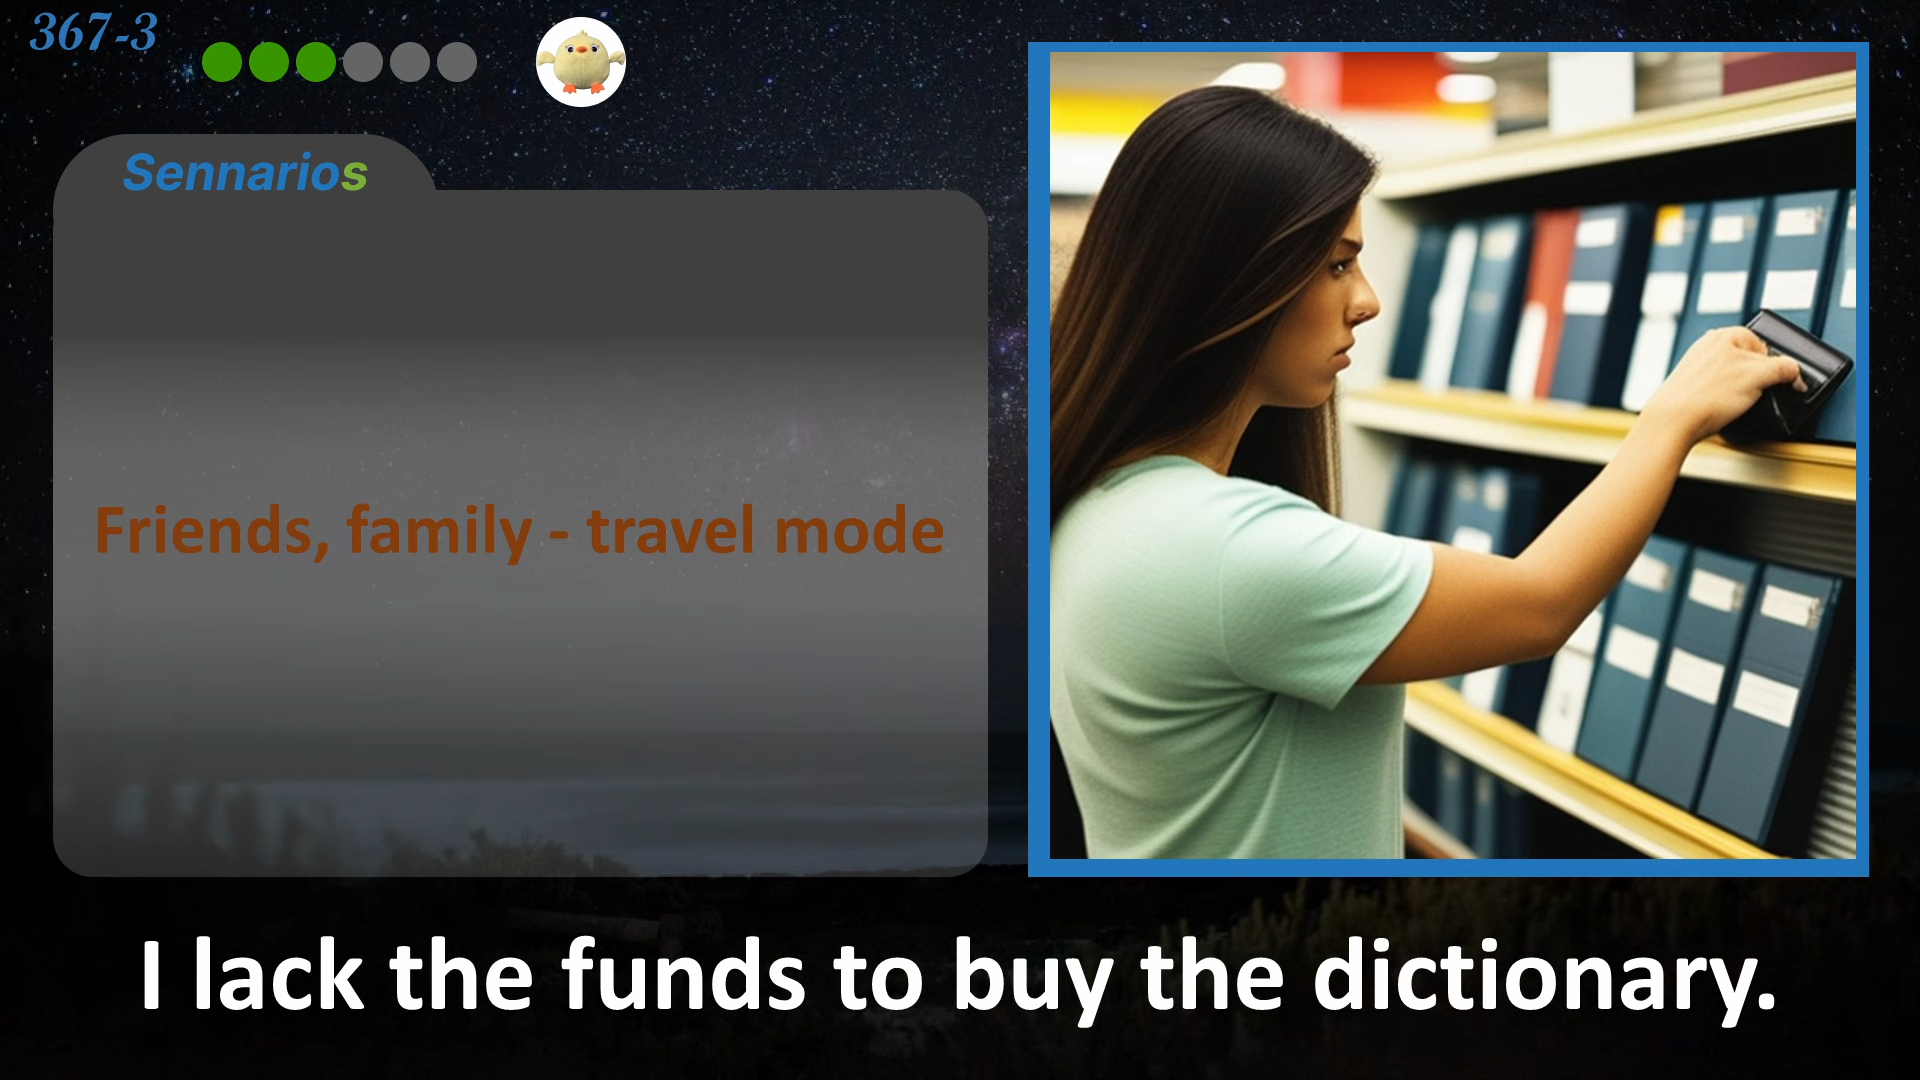 367-3
Sennarios
Friends, family - travel mode
I lack the funds to buy the dictionary.